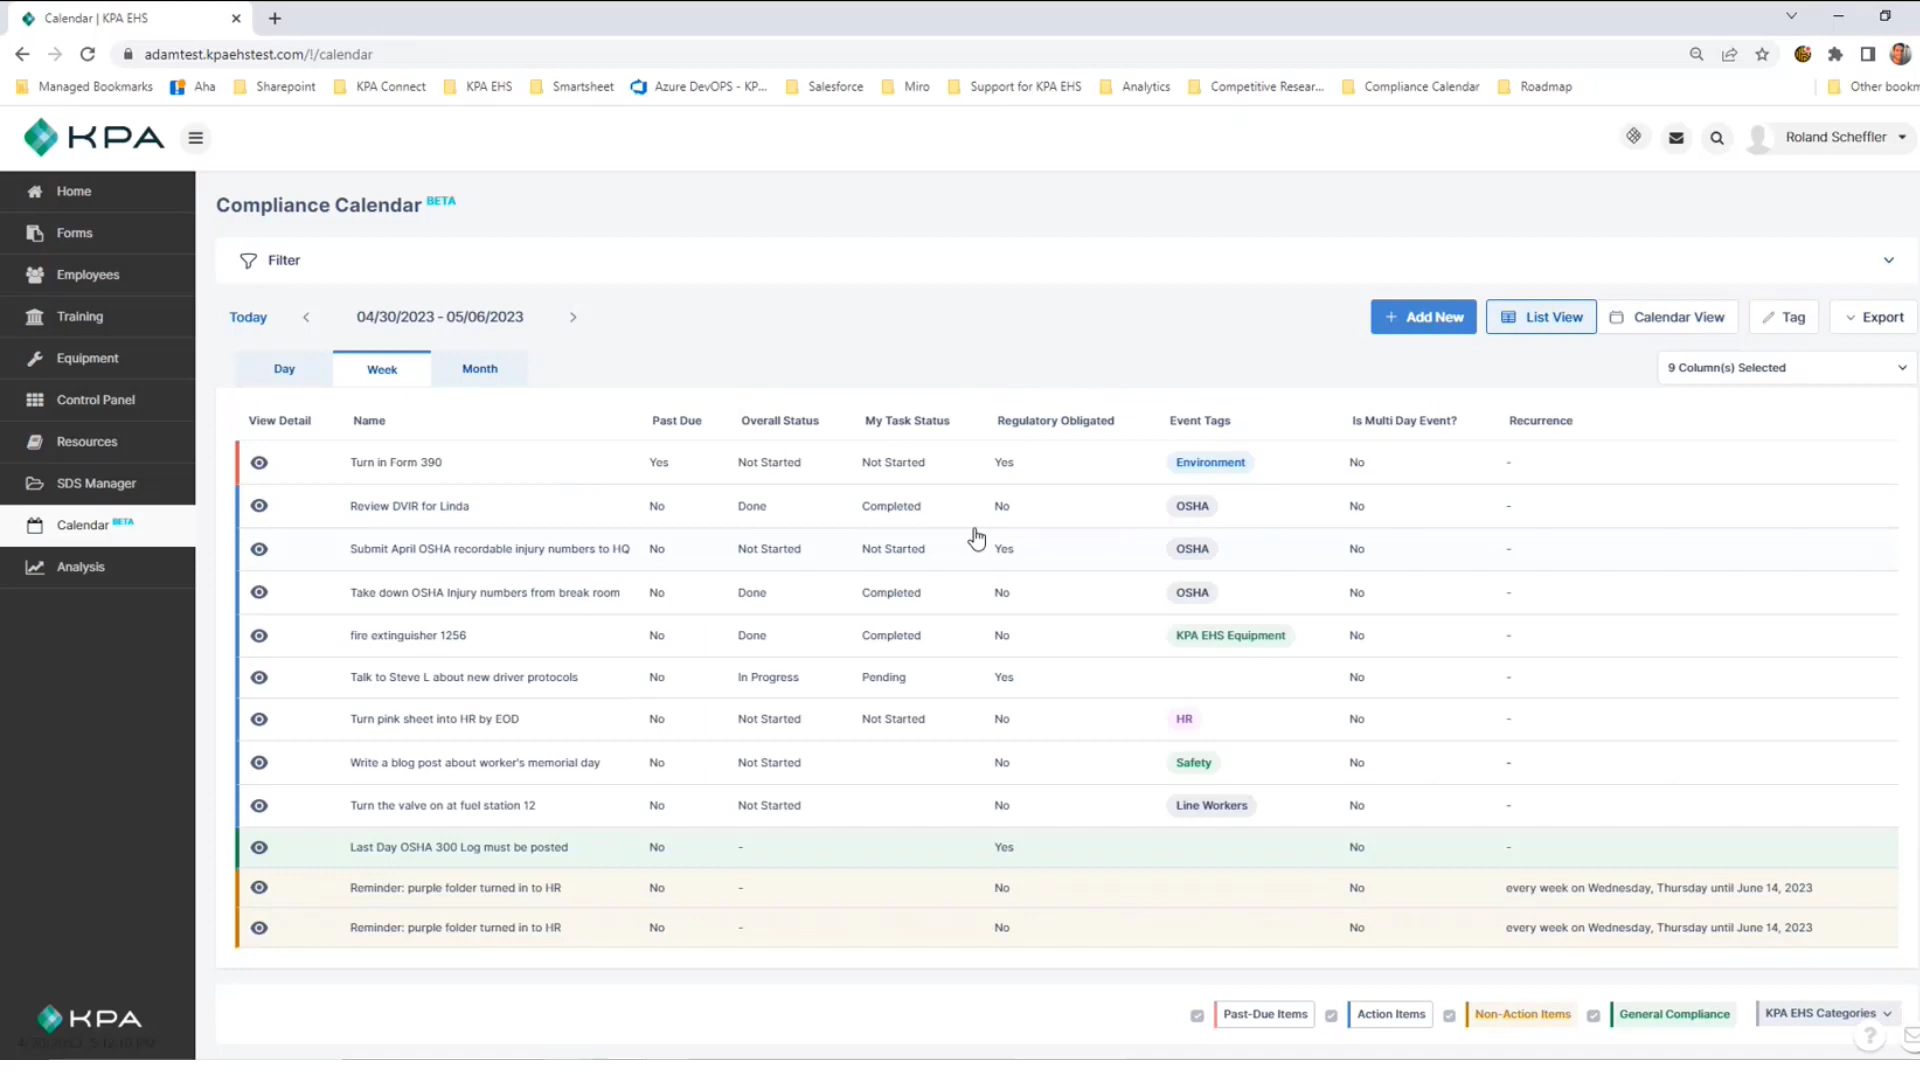 Calendar | KPA EHS
adamtest.kpaehstest.com/!/calendar
Managed Bookmarks Aha Sharepoint KPA Connect KPA EHS Smartsheet Azure DevOPS - KP... Salesforce Miro Support for KPA EHS Analytics Competitive Resear... Compliance Calendar Roadmap Other bookm
KPA Roland Scheffler
Home
Forms
Employees
Training
Equipment
Control Panel
Resources
SDS Manager
Calendar BETA
Analysis
Compliance Calendar BETA
Filter
Today < 04/30/2023 - 05/06/2023 > + Add New List View Calendar View Tag Export
Day Week Month 9 Column(s) Selected
View Detail Name Past Due Overall Status My Task Status Regulatory Obligated Event Tags Is Multi Day Event? Recurrence
Turn in Form 390 Yes Not Started Not Started Yes Environment No -
Review DVIR for Linda No Done Completed No OSHA No -
Submit April OSHA recordable injury numbers to HQ No Not Started Not Started Yes OSHA No -
Take down OSHA Injury numbers from break room No Done Completed No OSHA No -
fire extinguisher 1256 No Done Completed No KPA EHS Equipment No -
Talk to Steve L about new driver protocols No In Progress Pending Yes No -
Turn pink sheet into HR by EOD No Not Started Not Started No HR No -
Write a blog post about worker's memorial day No Not Started No Safety No -
Turn the valve on at fuel station 12 No Not Started No Line Workers No -
Last Day OSHA 300 Log must be posted No - Yes No -
Reminder: purple folder turned in to HR No - No No every week on Wednesday, Thursday until June 14, 2023
Reminder: purple folder turned in to HR No - No No every week on Wednesday, Thursday until June 14, 2023
Past-Due Items Action Items Non-Action Items General Compliance KPA EHS Categories
KPA
?